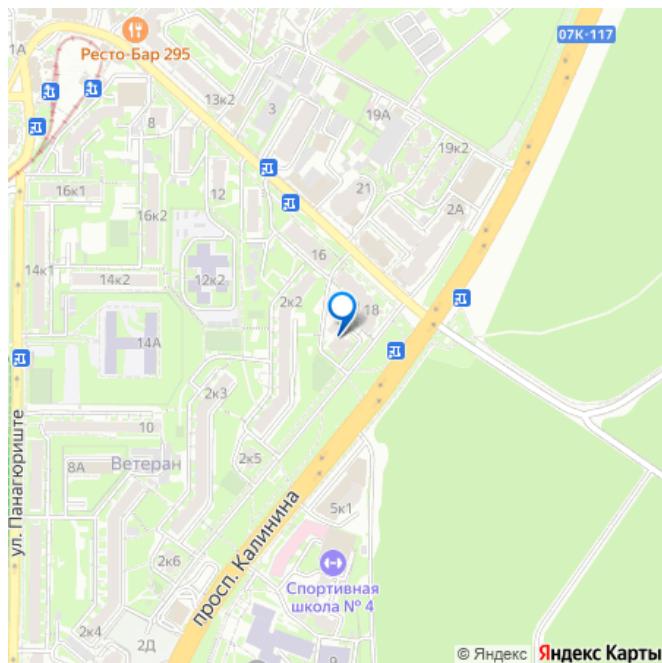 07К-117
1А
Ресто-Бар 295
13к2
3
19А
8
19к2
16к1
12
21
2А
16к2
16
14к1
14к2
12к2
2к2
18
14А
2к3
ул. Панагюриште
10
8А
Ветеран
2к5
5к1
просп. Калинина
2к6
Спортивная
школа № 4
2к4
2Д
9
© Яндекс Яндекс Карты